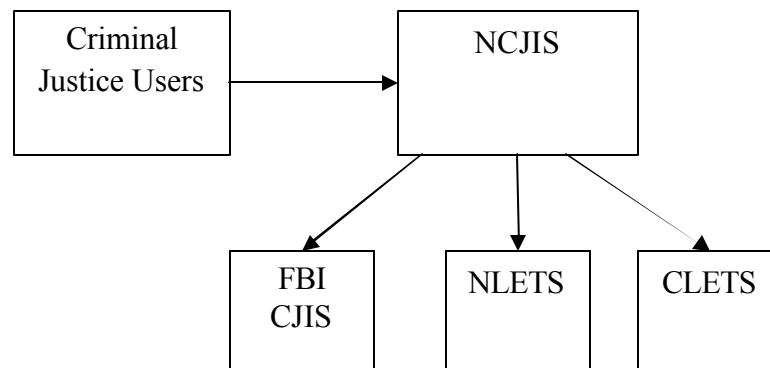 Criminal
Justice Users
NCJIS
FBI
CJIS
NLETS
CLETS